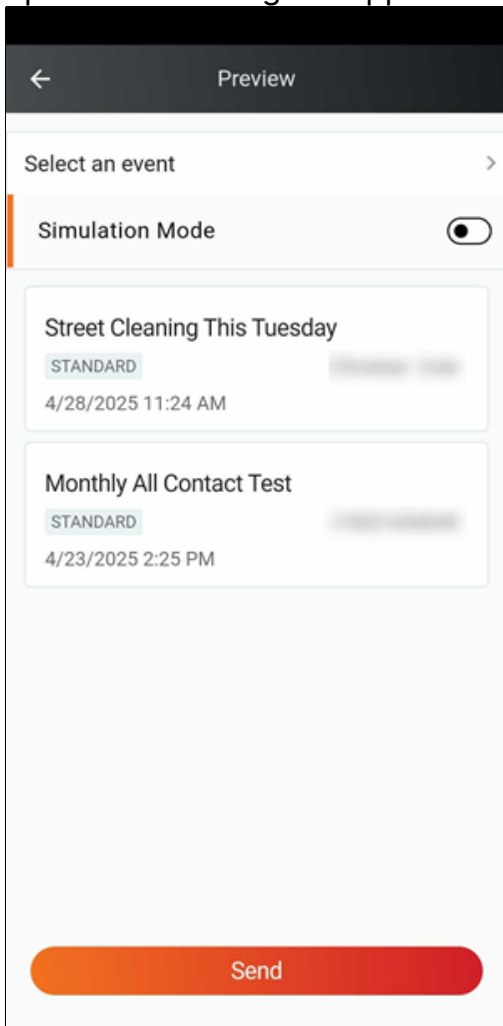 Preview
Select an event
Simulation Mode
Street Cleaning This Tuesday
STANDARD
4/28/2025 11:24 AM
Monthly All Contact Test
STANDARD
4/23/2025 2:25 PM
Send